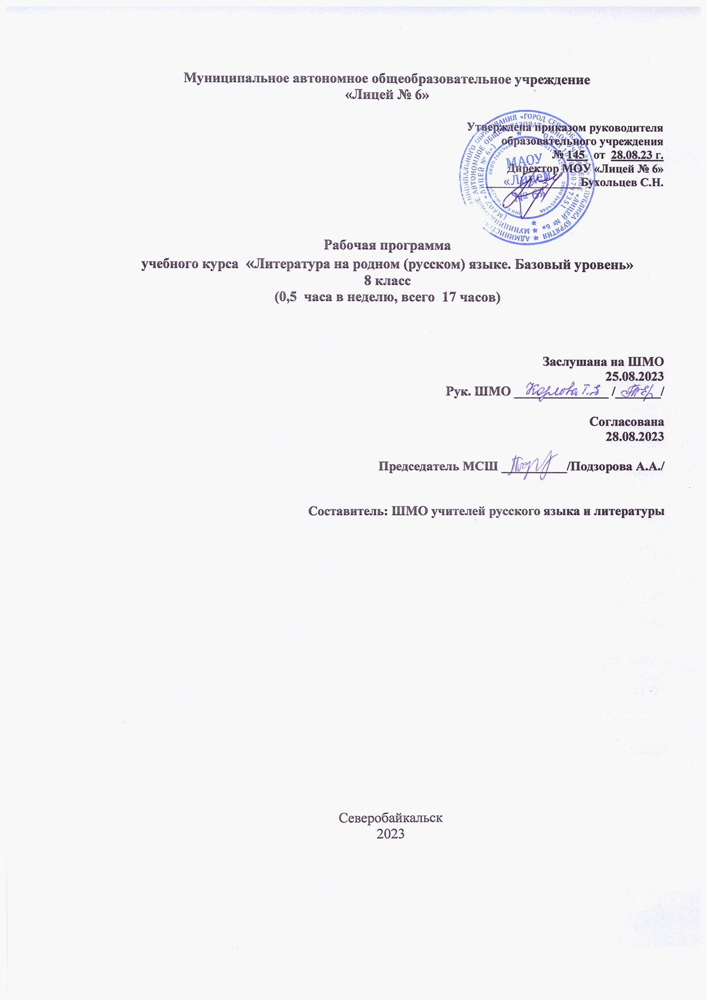 Муниципальное автономное общеобразовательное учреждение
«Лицей № 6»
Утверждена приказом руководителя
образовательного учреждения
№ 145 от 28.08.23 г.
Директор МОУ «Лицей № 6»
Бухольцев С.Н.
МАОУ
«Лицей
№ 6»
Рабочая программа
учебного курса «Литература на родном (русском) языке. Базовый уровень»
8 класс
(0,5 часа в неделю, всего 17 часов)
Заслушана на ШМО
25.08.2023
Рук. ШМО ______________ /_______/
Согласована
28.08.2023
Председатель МСШ __________/Подзорова А.А./
Составитель: ШМО учителей русского языка и литературы
Северобайкальск
2023